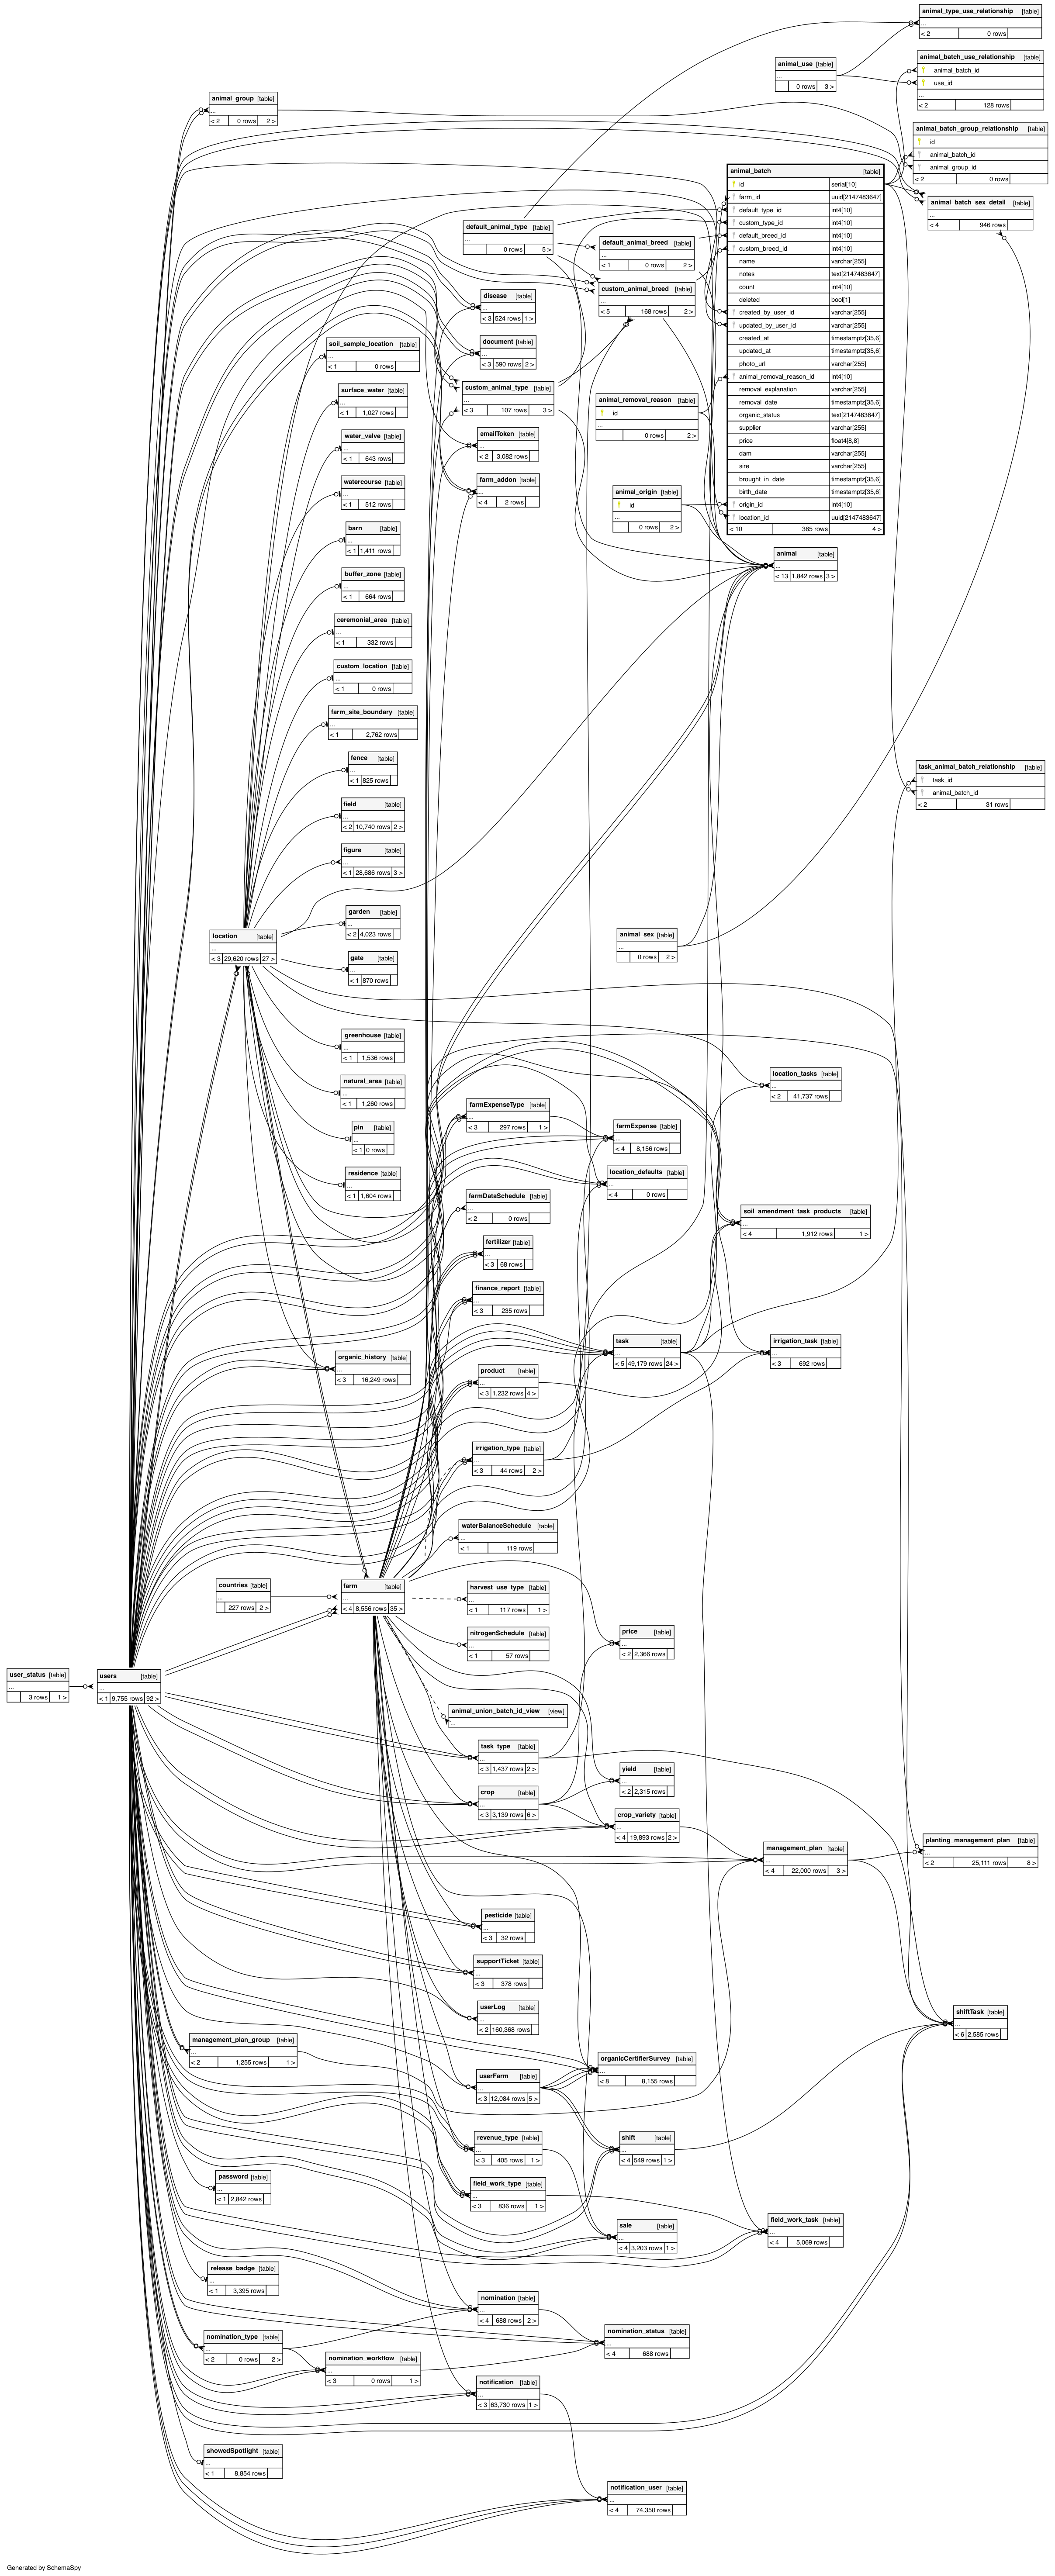 animal_type_use_relationship [table]
...
< 2 0 rows
animal_use [table]
...
0 rows 3 >
animal_batch_use_relationship [table]
animal_batch_id
use_id
...
< 2 128 rows
animal_group [table]
...
< 2 0 rows 2 >
animal_batch_group_relationship [table]
id
animal_batch_id
animal_group_id
< 2 0 rows
animal_batch [table]
id serial[10]
farm_id uuid[2147483647]
default_type_id int4[10]
custom_type_id int4[10]
default_breed_id int4[10]
custom_breed_id int4[10]
name varchar[255]
notes text[2147483647]
count int4[10]
deleted bool[1]
created_by_user_id varchar[255]
updated_by_user_id varchar[255]
created_at timestamptz[35,6]
updated_at timestamptz[35,6]
photo_url varchar[255]
animal_removal_reason_id int4[10]
removal_explanation varchar[255]
removal_date timestamptz[35,6]
organic_status text[2147483647]
supplier varchar[255]
price float4[8,8]
dam varchar[255]
sire varchar[255]
brought_in_date timestamptz[35,6]
birth_date timestamptz[35,6]
origin_id int4[10]
location_id uuid[2147483647]
< 10 385 rows 4 >
animal_batch_sex_detail [table]
...
< 4 946 rows
default_animal_type [table]
...
0 rows 5 >
default_animal_breed [table]
...
< 1 0 rows 2 >
custom_animal_breed [table]
...
< 5 168 rows 2 >
disease [table]
...
< 3 524 rows 1 >
document [table]
...
< 3 590 rows 2 >
soil_sample_location [table]
...
< 1 0 rows
custom_animal_type [table]
...
< 3 107 rows 3 >
surface_water [table]
...
< 1 1,027 rows
animal_removal_reason [table]
id
...
0 rows 2 >
water_valve [table]
...
< 1 643 rows
emailToken [table]
...
< 2 3,082 rows
watercourse [table]
...
< 1 512 rows
farm_addon [table]
...
< 4 2 rows
animal_origin [table]
id
...
0 rows 2 >
barn [table]
...
< 1 1,411 rows
animal [table]
...
< 13 1,842 rows 3 >
buffer_zone [table]
...
< 1 664 rows
ceremonial_area [table]
...
< 1 332 rows
custom_location [table]
...
< 1 0 rows
farm_site_boundary [table]
...
< 1 2,762 rows
fence [table]
...
< 1 825 rows
task_animal_batch_relationship [table]
task_id
animal_batch_id
< 2 31 rows
field [table]
...
< 2 10,740 rows 2 >
figure [table]
...
< 1 28,686 rows 3 >
garden [table]
...
< 2 4,023 rows
location [table]
...
< 3 29,620 rows 27 >
animal_sex [table]
...
0 rows 2 >
gate [table]
...
< 1 870 rows
greenhouse [table]
...
< 1 1,536 rows
natural_area [table]
...
< 1 1,260 rows
location_tasks [table]
...
< 2 41,737 rows
farmExpenseType [table]
...
< 3 297 rows 1 >
pin [table]
...
< 1 0 rows
farmExpense [table]
...
< 4 8,156 rows
residence [table]
...
< 1 1,604 rows
location_defaults [table]
...
< 4 0 rows
farmDataSchedule [table]
...
< 2 0 rows
soil_amendment_task_products [table]
...
< 4 1,912 rows 1 >
fertilizer [table]
...
< 3 68 rows
finance_report [table]
...
< 3 235 rows
task [table]
...
< 5 49,179 rows 24 >
irrigation_task [table]
...
< 3 692 rows
organic_history [table]
...
< 3 16,249 rows
product [table]
...
< 3 1,232 rows 4 >
irrigation_type [table]
...
< 3 44 rows 2 >
waterBalanceSchedule [table]
...
< 1 119 rows
countries [table]
...
227 rows 2 >
farm [table]
...
< 4 8,556 rows 35 >
harvest_use_type [table]
...
< 1 117 rows 1 >
nitrogenSchedule [table]
...
< 1 57 rows
price [table]
...
< 2 2,366 rows
user_status [table]
...
3 rows 1 >
users [table]
...
< 1 9,755 rows 92 >
animal_union_batch_id_view [view]
...
task_type [table]
...
< 3 1,437 rows 2 >
yield [table]
...
< 2 2,315 rows
crop [table]
...
< 3 3,139 rows 6 >
crop_variety [table]
...
< 4 19,893 rows 2 >
management_plan [table]
...
< 4 22,000 rows 3 >
planting_management_plan [table]
...
< 2 25,111 rows 8 >
pesticide [table]
...
< 3 32 rows
supportTicket [table]
...
< 3 378 rows
userLog [table]
...
< 2 160,368 rows
shiftTask [table]
...
< 6 2,585 rows
management_plan_group [table]
...
< 2 1,255 rows 1 >
organicCertifierSurvey [table]
...
< 8 8,155 rows
userFarm [table]
...
< 3 12,084 rows 5 >
revenue_type [table]
...
< 3 405 rows 1 >
shift [table]
...
< 4 549 rows 1 >
password [table]
...
< 1 2,842 rows
field_work_type [table]
...
< 3 836 rows 1 >
sale [table]
...
< 4 3,203 rows 1 >
field_work_task [table]
...
< 4 5,069 rows
release_badge [table]
...
< 1 3,395 rows
nomination [table]
...
< 4 688 rows 2 >
nomination_type [table]
...
< 2 0 rows 2 >
nomination_status [table]
...
< 4 688 rows
nomination_workflow [table]
...
< 3 0 rows 1 >
notification [table]
...
< 3 63,730 rows 1 >
showedSpotlight [table]
...
< 1 8,854 rows
notification_user [table]
...
< 4 74,350 rows
Generated by SchemaSpy